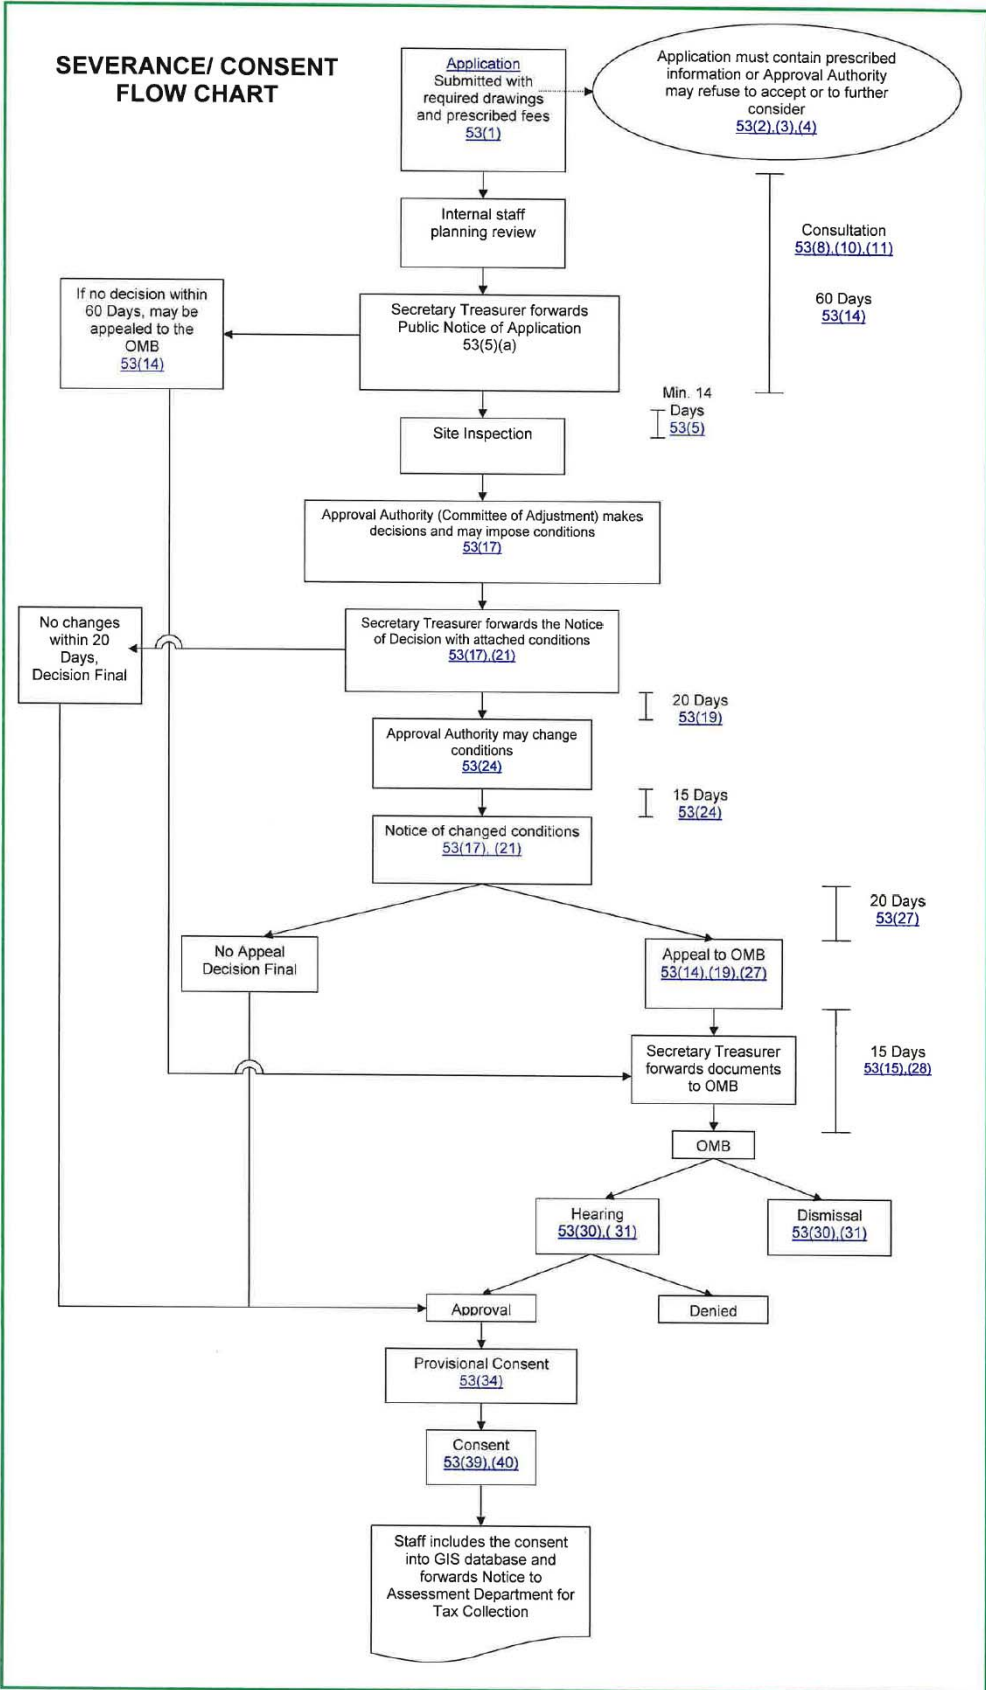 SEVERANCE/ CONSENT
FLOW CHART
Application
Submitted with
required drawings
and prescribed fees
53(1)
Application must contain prescribed
information or Approval Authority
may refuse to accept or to further
consider
53(2),(3),(4)
Internal staff
planning review
Consultation
53(8),(10),(11)
60 Days
53(14)
If no decision within
60 Days, may be
appealed to the
OMB
53(14)
Secretary Treasurer forwards
Public Notice of Application
53(5)(a)
Min. 14
Days
53(5)
Site Inspection
Approval Authority (Committee of Adjustment) makes
decisions and may impose conditions
53(17)
No changes
within 20
Days,
Decision Final
Secretary Treasurer forwards the Notice
of Decision with attached conditions
53(17),(21)
20 Days
53(19)
Approval Authority may change
conditions
53(24)
15 Days
53(24)
Notice of changed conditions
53(17), (21)
20 Days
53(27)
No Appeal
Decision Final
Appeal to OMB
53(14),(19),(27)
Secretary Treasurer
forwards documents
to OMB
15 Days
53(15),(28)
OMB
Hearing
53(30),( 31)
Dismissal
53(30),(31)
Approval
Denied
Provisional Consent
53(34)
Consent
53(39),(40)
Staff includes the consent
into GIS database and
forwards Notice to
Assessment Department for
Tax Collection